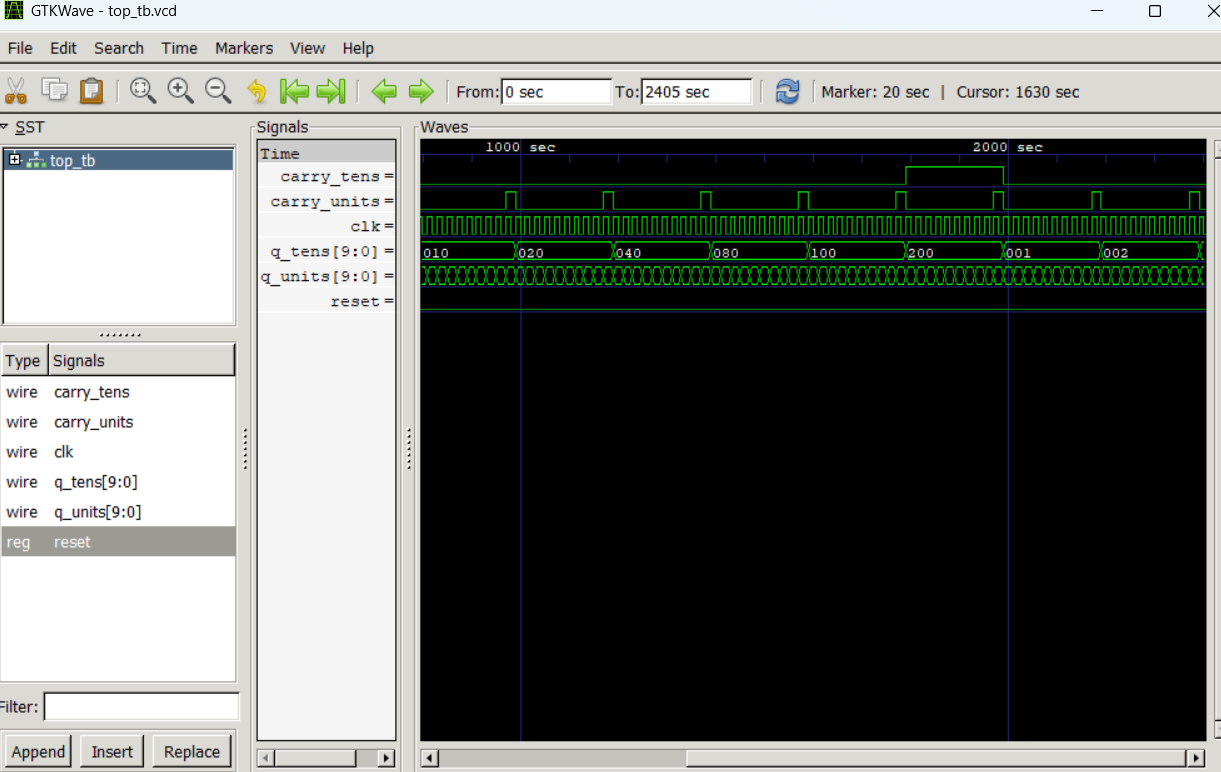 GTKWave - top_tb.vcd
File Edit Search Time Markers View Help
From: 0 sec To: 2405 sec Marker: 20 sec | Cursor: 1630 sec
SST
top_tb
Type Signals
wire carry_tens
wire carry_units
wire clk
wire q_tens[9:0]
wire q_units[9:0]
reg reset
Filter:
Append Insert Replace
Signals
Time
carry_tens =
carry_units =
clk =
q_tens[9:0] =
q_units[9:0] =
reset =
Waves
1000 sec 2000 sec
010 020 040 080 100 200 001 002